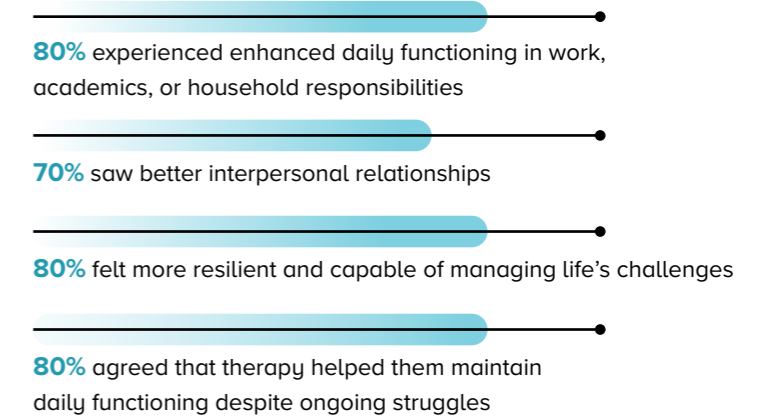 80% experienced enhanced daily functioning in work,
academics, or household responsibilities
70% saw better interpersonal relationships
80% felt more resilient and capable of managing life’s challenges
80% agreed that therapy helped them maintain
daily functioning despite ongoing struggles